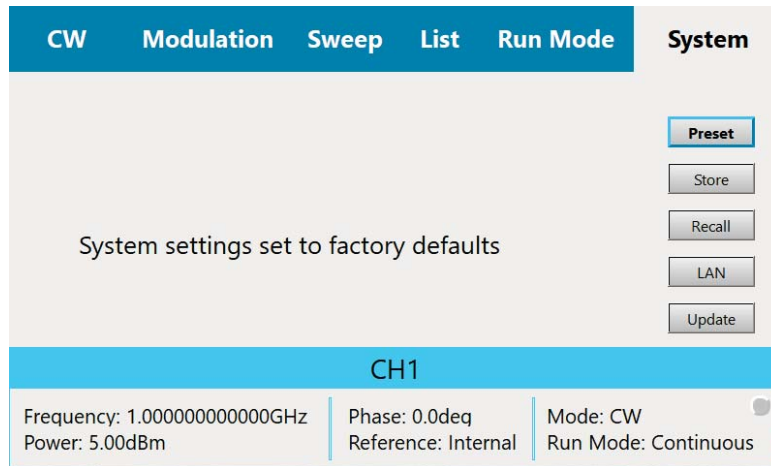 CW Modulation Sweep List Run Mode System
Preset
Store
Recall
System settings set to factory defaults
LAN
Update
CH1
Frequency: 1.000000000000GHz
Power: 5.00dBm
Phase: 0.0deg
Reference: Internal
Mode: CW
Run Mode: Continuous